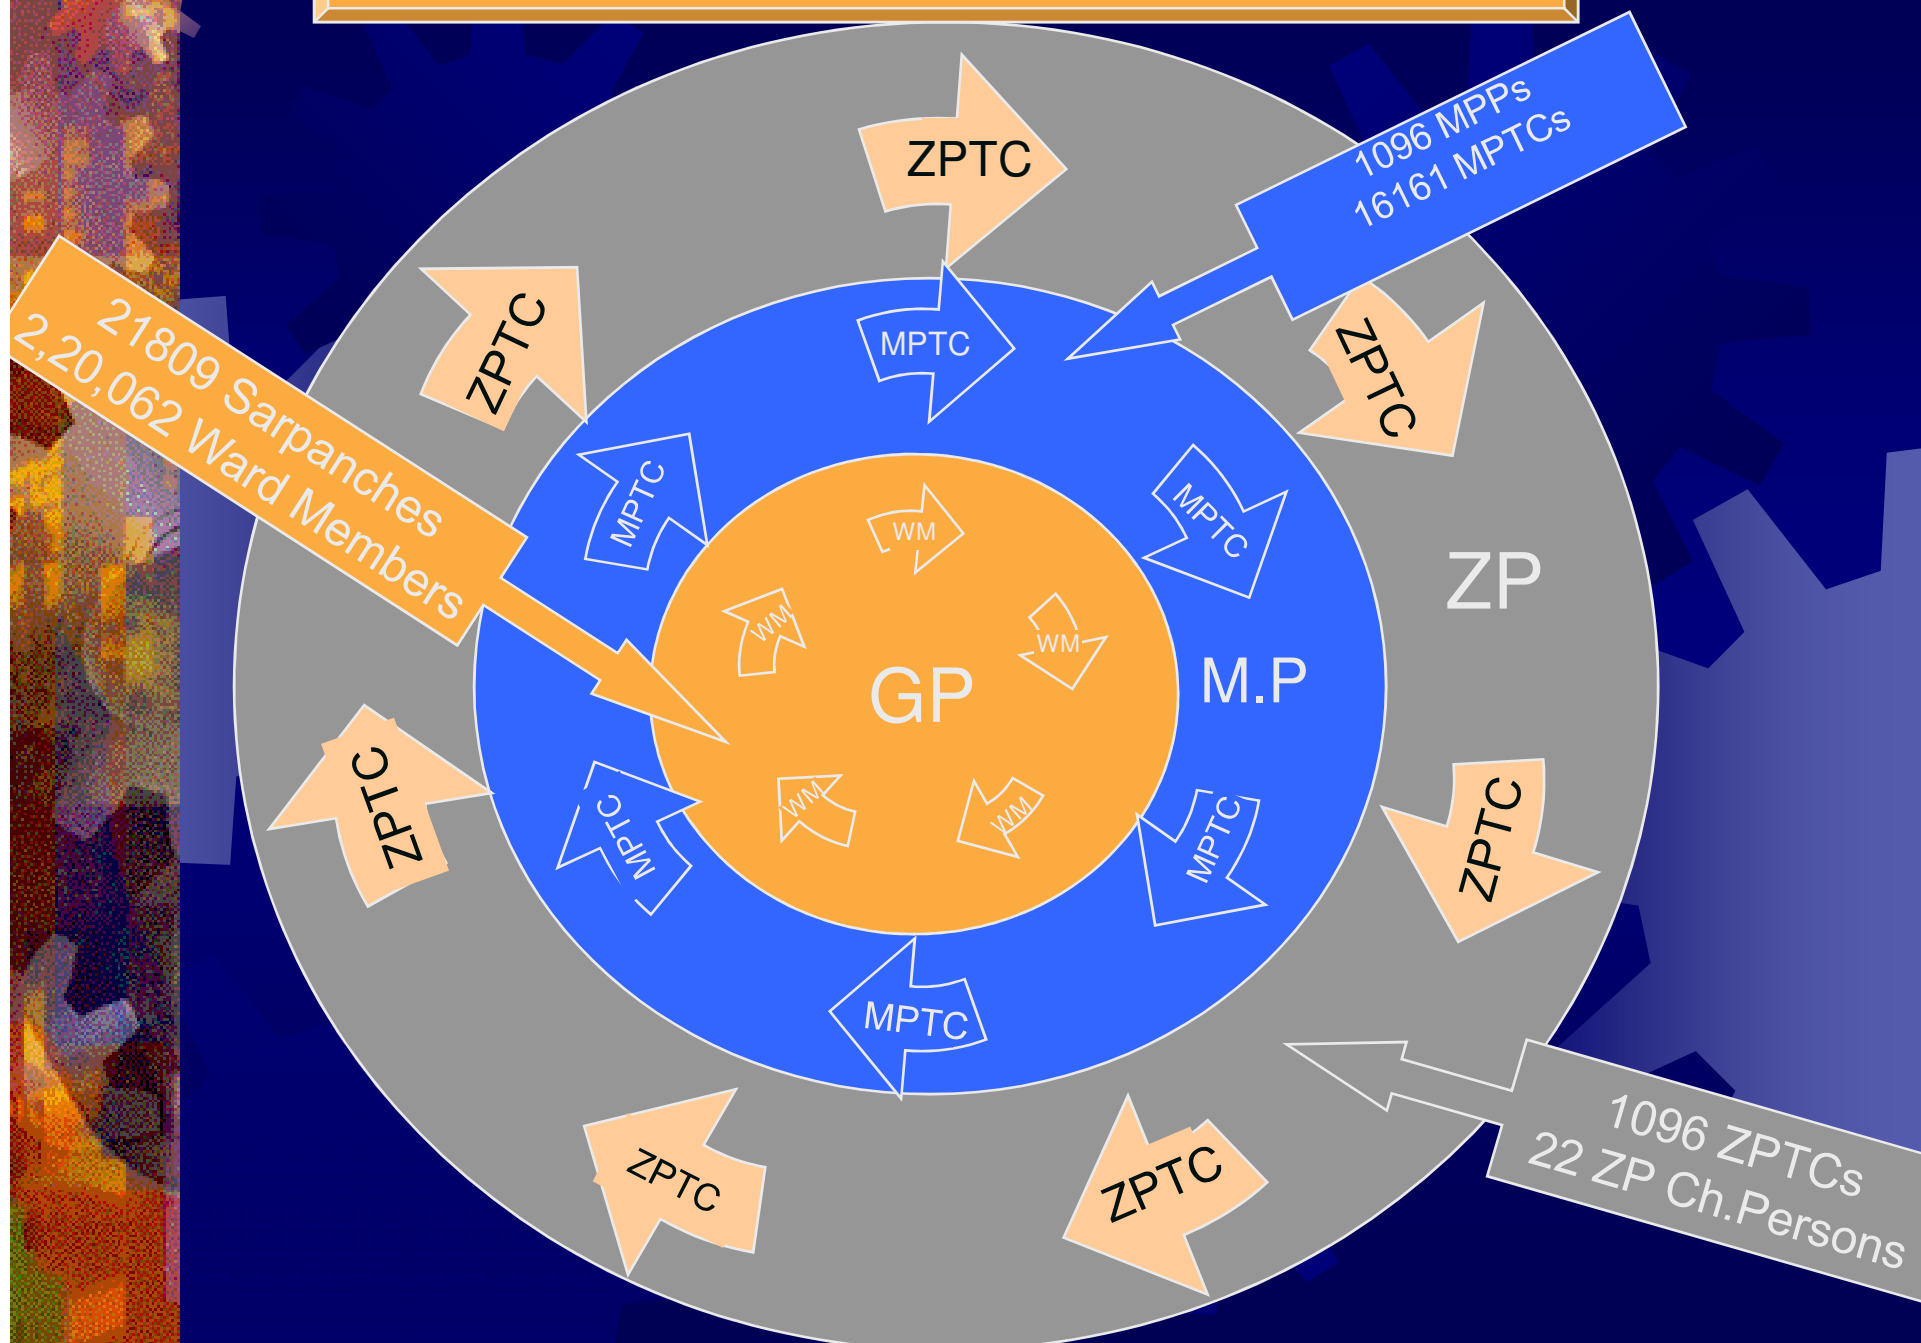 ZPTC
1096 MPPs
16161 MPTCs
21809 Sarpanches
2,20,062 Ward Members
ZPTC
ZPTC
MPTC
MPTC
MPTC
WM
WM
WM
ZP
GP
M.P
ZPTC
ZPTC
MPTC
MPTC
WM
WM
MPTC
ZPTC
ZPTC
1096 ZPTCs
22 ZP Ch.Persons